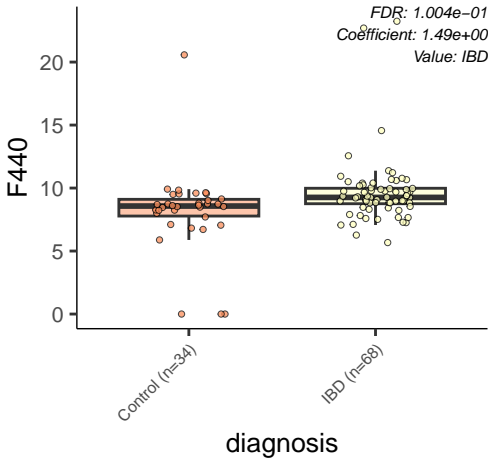 FDR: 1.004e−01
Coefficient: 1.49e+00
Value: IBD
20
15
10
5
0
F440
Control (n=34)
IBD (n=68)
diagnosis